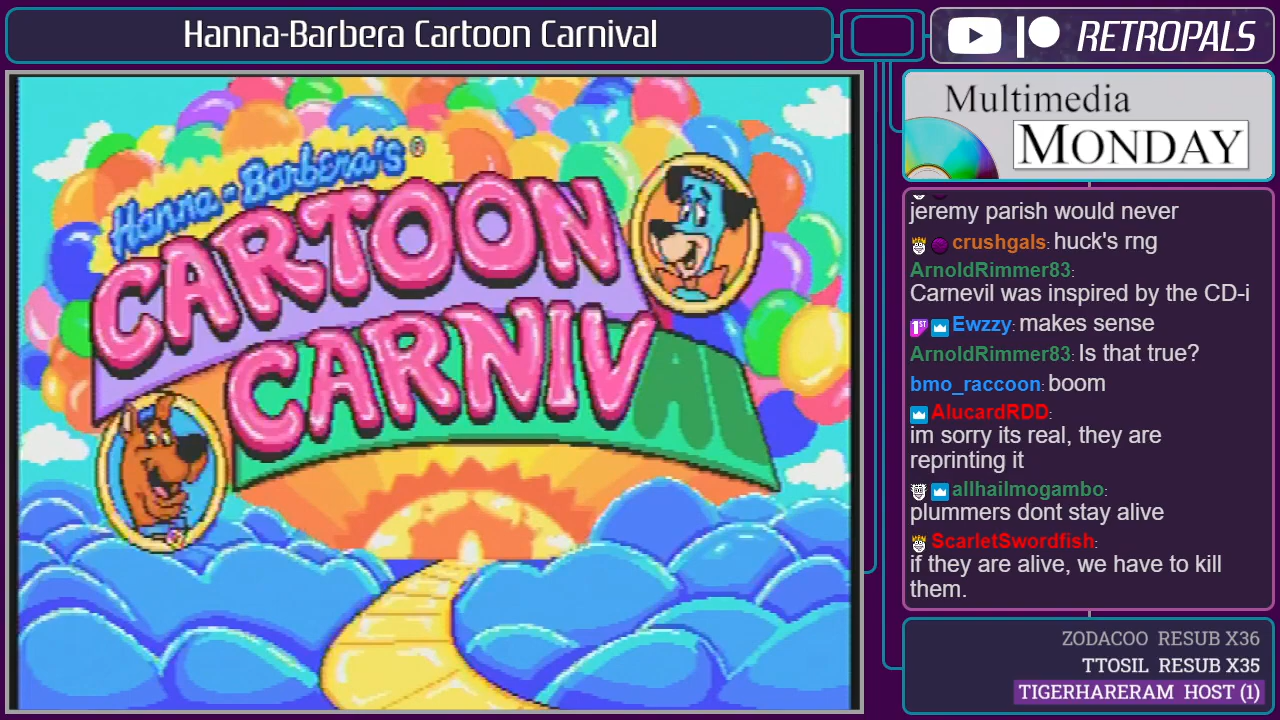 Hanna-Barbera Cartoon Carnival
RETROPALS
Multimedia
MONDAY
Hanna-Barbera's®
CARTOON
CARNIVAL
jeremy parish would never
crushgals: huck's rng
ArnoldRimmer83:
Carnevil was inspired by the CD-i
1ST Ewzzy: makes sense
ArnoldRimmer83: Is that true?
bmo_raccoon: boom
AlucardRDD:
im sorry its real, they are
reprinting it
allhailmogambo:
plummers dont stay alive
ScarletSwordfish:
if they are alive, we have to kill
them.
ZODACOO RESUB X36
TTOSIL RESUB X35
TIGERHARERAM HOST (1)